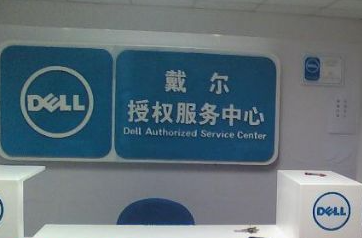 DELL
戴尔
授权服务中心
Dell Authorized Service Center
DELL